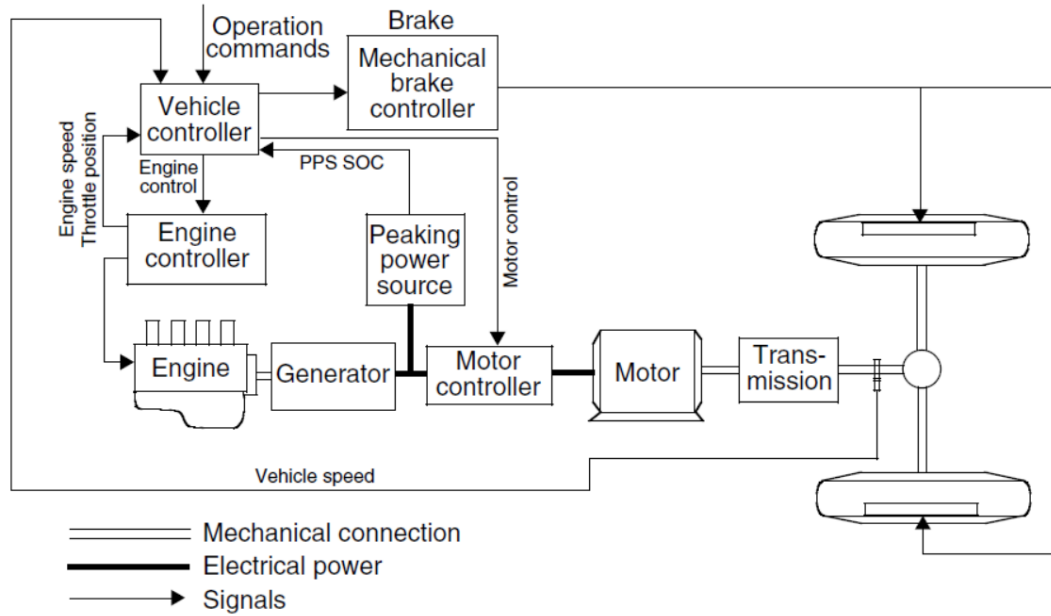 Operation
commands
Brake
Mechanical
brake
controller
Vehicle
controller
Engine speed
Throttle position
Engine
control
PPS SOC
Motor control
Engine
controller
Peaking
power
source
Engine
Generator
Motor
controller
Motor
Trans-
mission
Vehicle speed
Mechanical connection
Electrical power
Signals